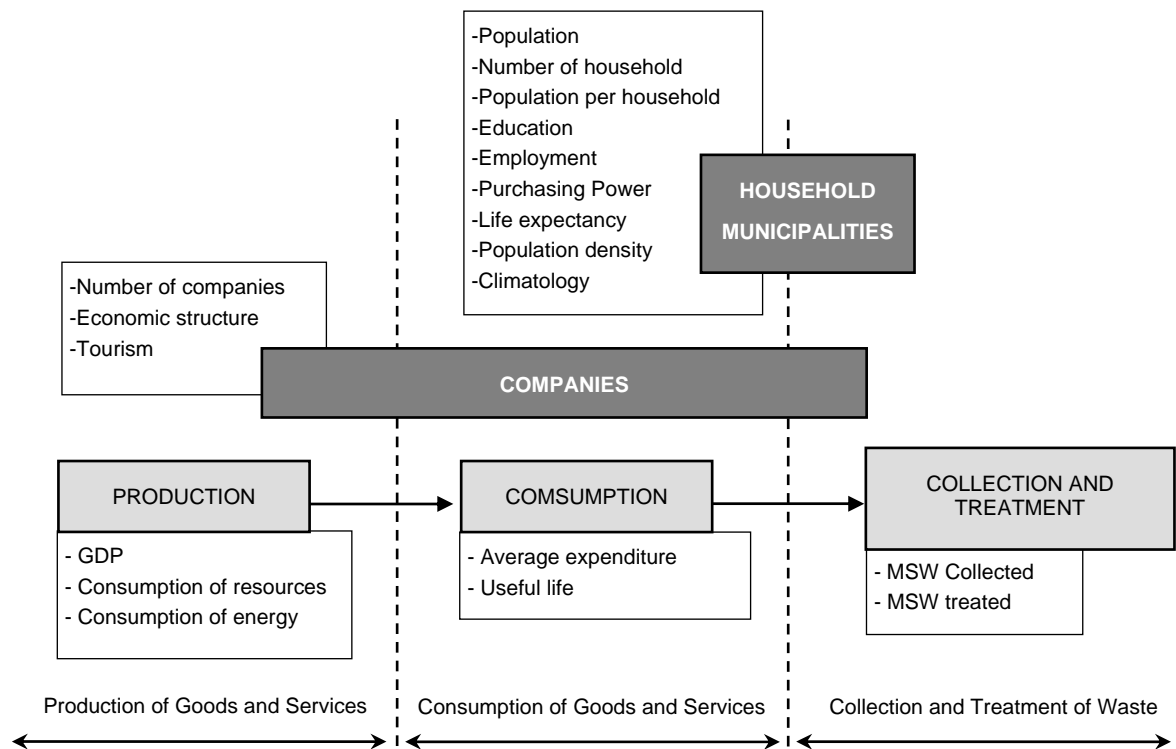 -Population
-Number of household
-Population per household
-Education
-Employment
-Purchasing Power
-Life expectancy
-Population density
-Climatology
HOUSEHOLD
MUNICIPALITIES
-Number of companies
-Economic structure
-Tourism
COMPANIES
PRODUCTION
- GDP
- Consumption of resources
- Consumption of energy
COMSUMPTION
- Average expenditure
- Useful life
COLLECTION AND
TREATMENT
- MSW Collected
- MSW treated
Production of Goods and Services
Consumption of Goods and Services
Collection and Treatment of Waste